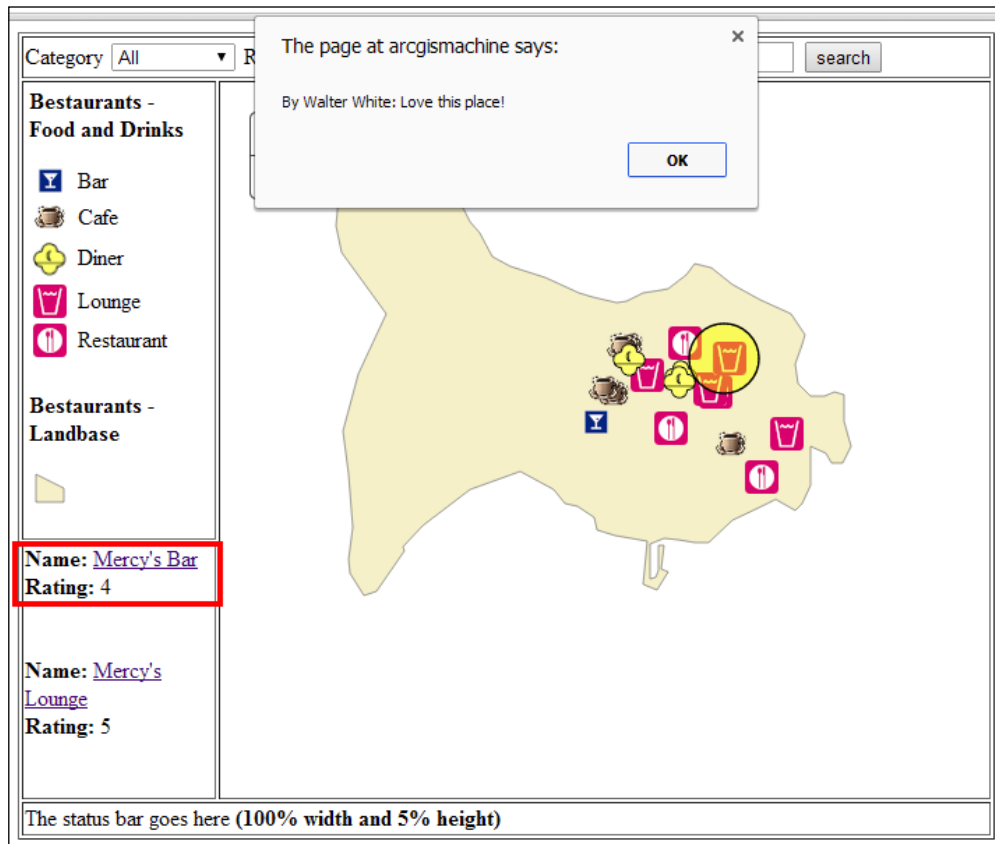 Category All R search
The page at arcgismachine says:
By Walter White: Love this place!
OK
Bestaurants -
Food and Drinks
Bar
Cafe
Diner
Lounge
Restaurant
Bestaurants -
Landbase
Name: Mercy's Bar
Rating: 4
Name: Mercy's
Lounge
Rating: 5
The status bar goes here (100% width and 5% height)